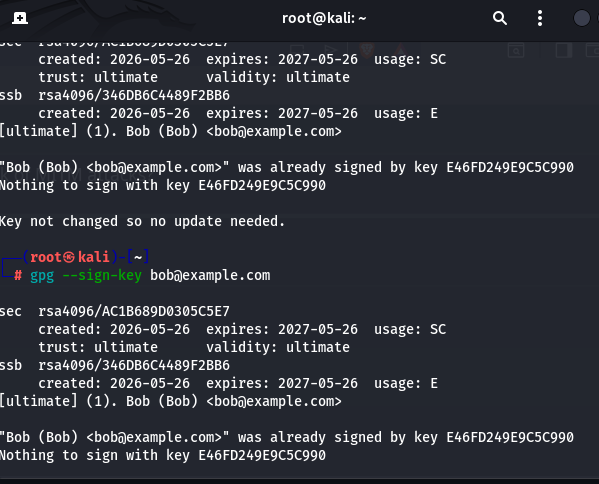 root@kali: ~
sec  rsa4096/AC1B689D0305C5E7
     created: 2026-05-26  expires: 2027-05-26  usage: SC
     trust: ultimate      validity: ultimate
ssb  rsa4096/346DB6C4489F2BB6
     created: 2026-05-26  expires: 2027-05-26  usage: E
[ultimate] (1). Bob (Bob) <bob@example.com>
"Bob (Bob) <bob@example.com>" was already signed by key E46FD249E9C5C990
Nothing to sign with key E46FD249E9C5C990
Key not changed so no update needed.
┌──(root㉿kali)-[~]
└─# gpg --sign-key bob@example.com
sec  rsa4096/AC1B689D0305C5E7
     created: 2026-05-26  expires: 2027-05-26  usage: SC
     trust: ultimate      validity: ultimate
ssb  rsa4096/346DB6C4489F2BB6
     created: 2026-05-26  expires: 2027-05-26  usage: E
[ultimate] (1). Bob (Bob) <bob@example.com>
"Bob (Bob) <bob@example.com>" was already signed by key E46FD249E9C5C990
Nothing to sign with key E46FD249E9C5C990